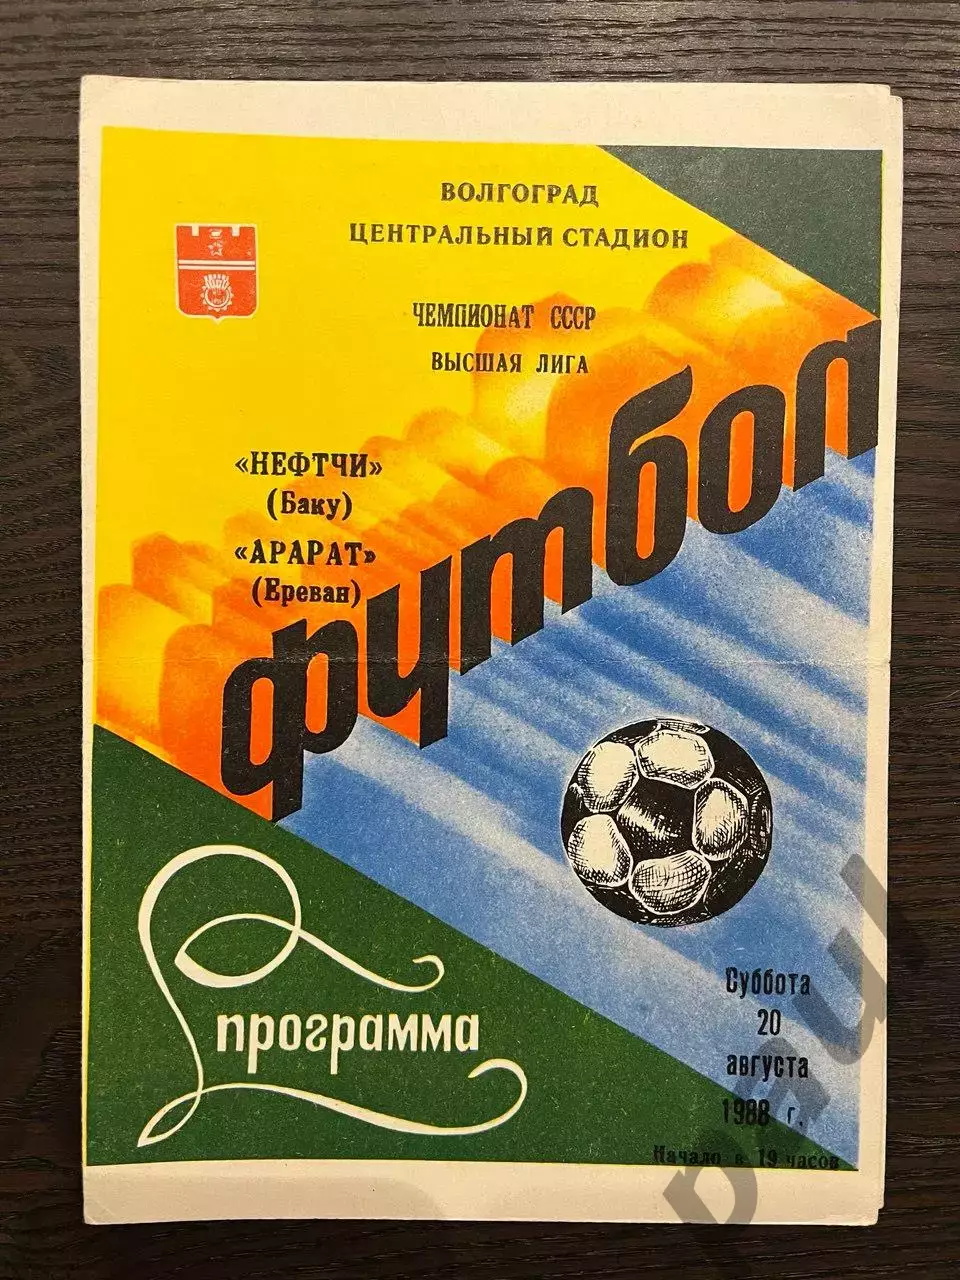 ВОЛГОГРАД
ЦЕНТРАЛЬНЫЙ СТАДИОН
ЧЕМПИОНАТ СССР
ВЫСШАЯ ЛИГА
«НЕФТЧИ»
(Баку)
«АРАРАТ»
(Ереван)
футбол
программа
Суббота
20
августа
1988 г.
Начало в 19 часов
paul